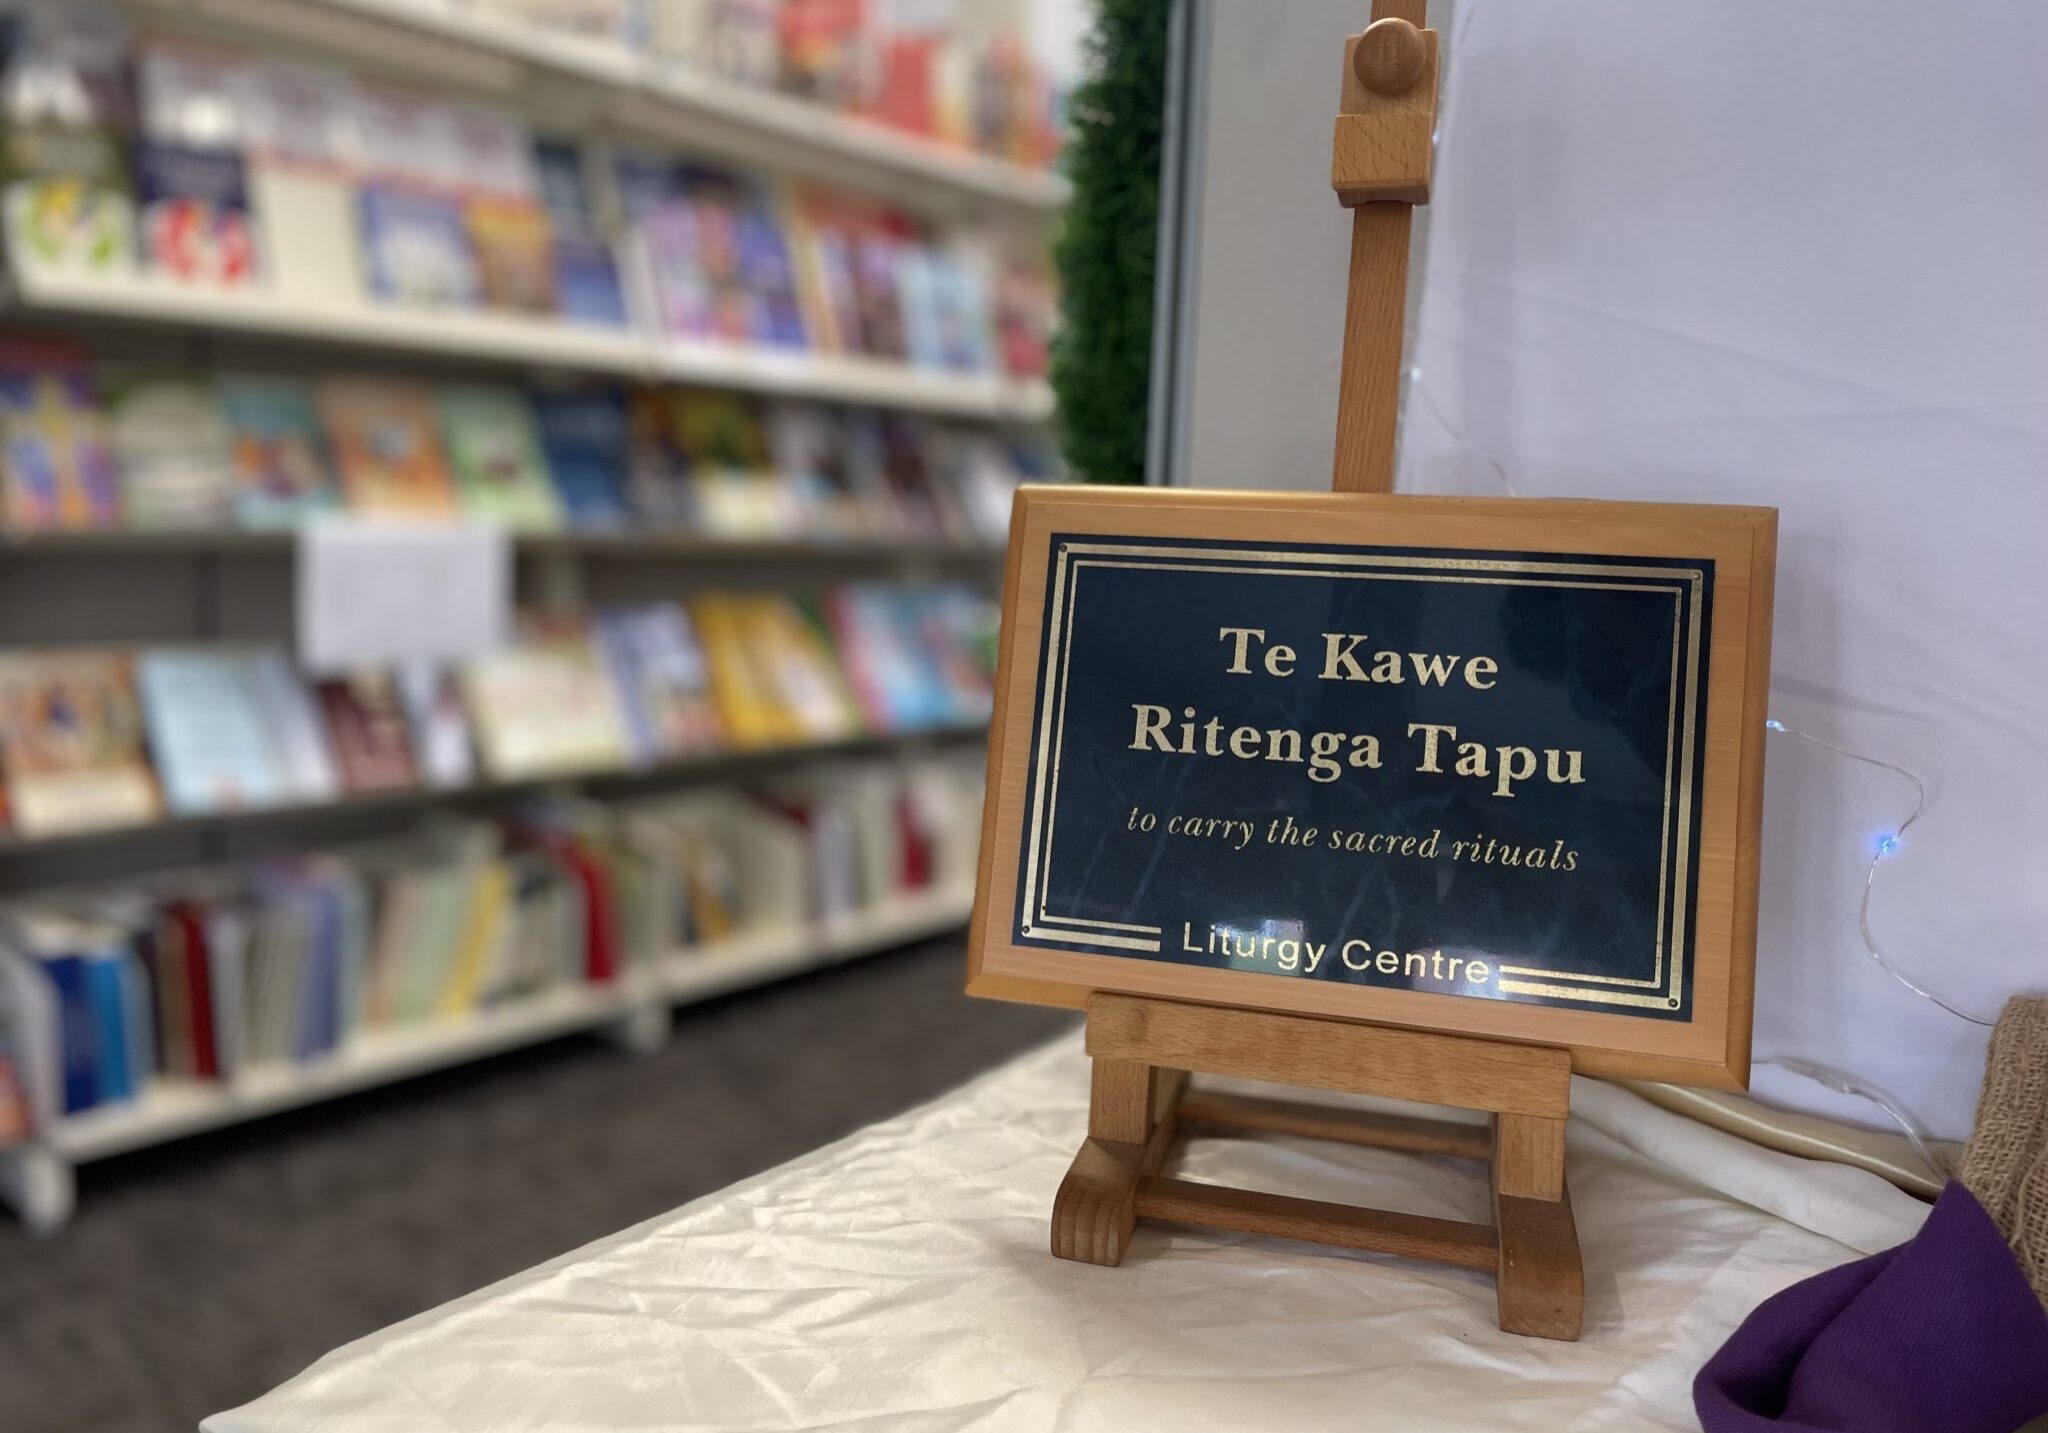 Te Kawe
Ritenga Tapu
to carry the sacred rituals
Liturgy Centre